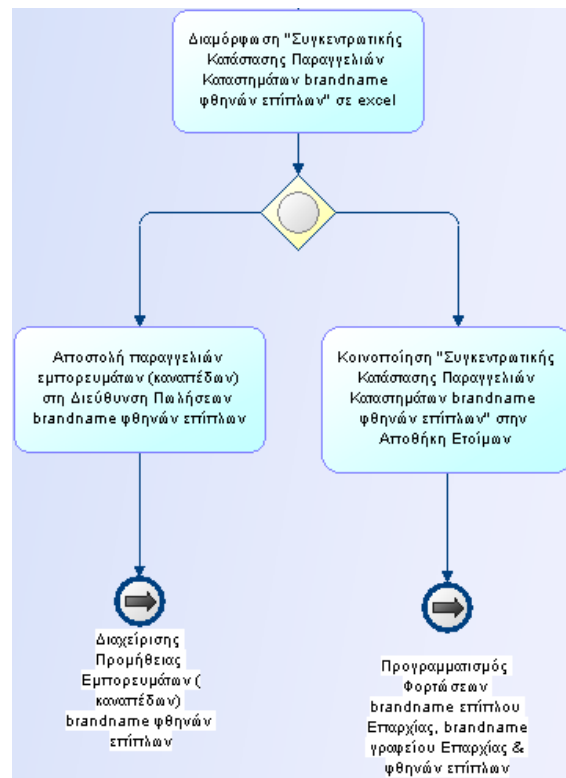 Διαμόρφωση "Συγκεντρωτικής
Κατάστασης Παραγγελιών
Καταστημάτων brandname
φθηνών επίπλων" σε excel
Αποστολή παραγγελιών
εμπορευμάτων (καναπέδων)
στη Διεύθυνση Πωλήσεων
brandname φθηνών επίπλων
Κοινοποίηση "Συγκεντρωτικής
Κατάστασης Παραγγελιών
Καταστημάτων brandname
φθηνών επίπλων" στην
Αποθήκη Ετοίμων
Διαχείρισης
Προμήθειας
Εμπορευμάτων (
καναπέδων)
brandname φθηνών
επίπλων
Προγραμματισμός
Φορτώσεων
brandname επίπλου
Επαρχίας, brandname
γραφείου Επαρχίας &
φθηνών επίπλων